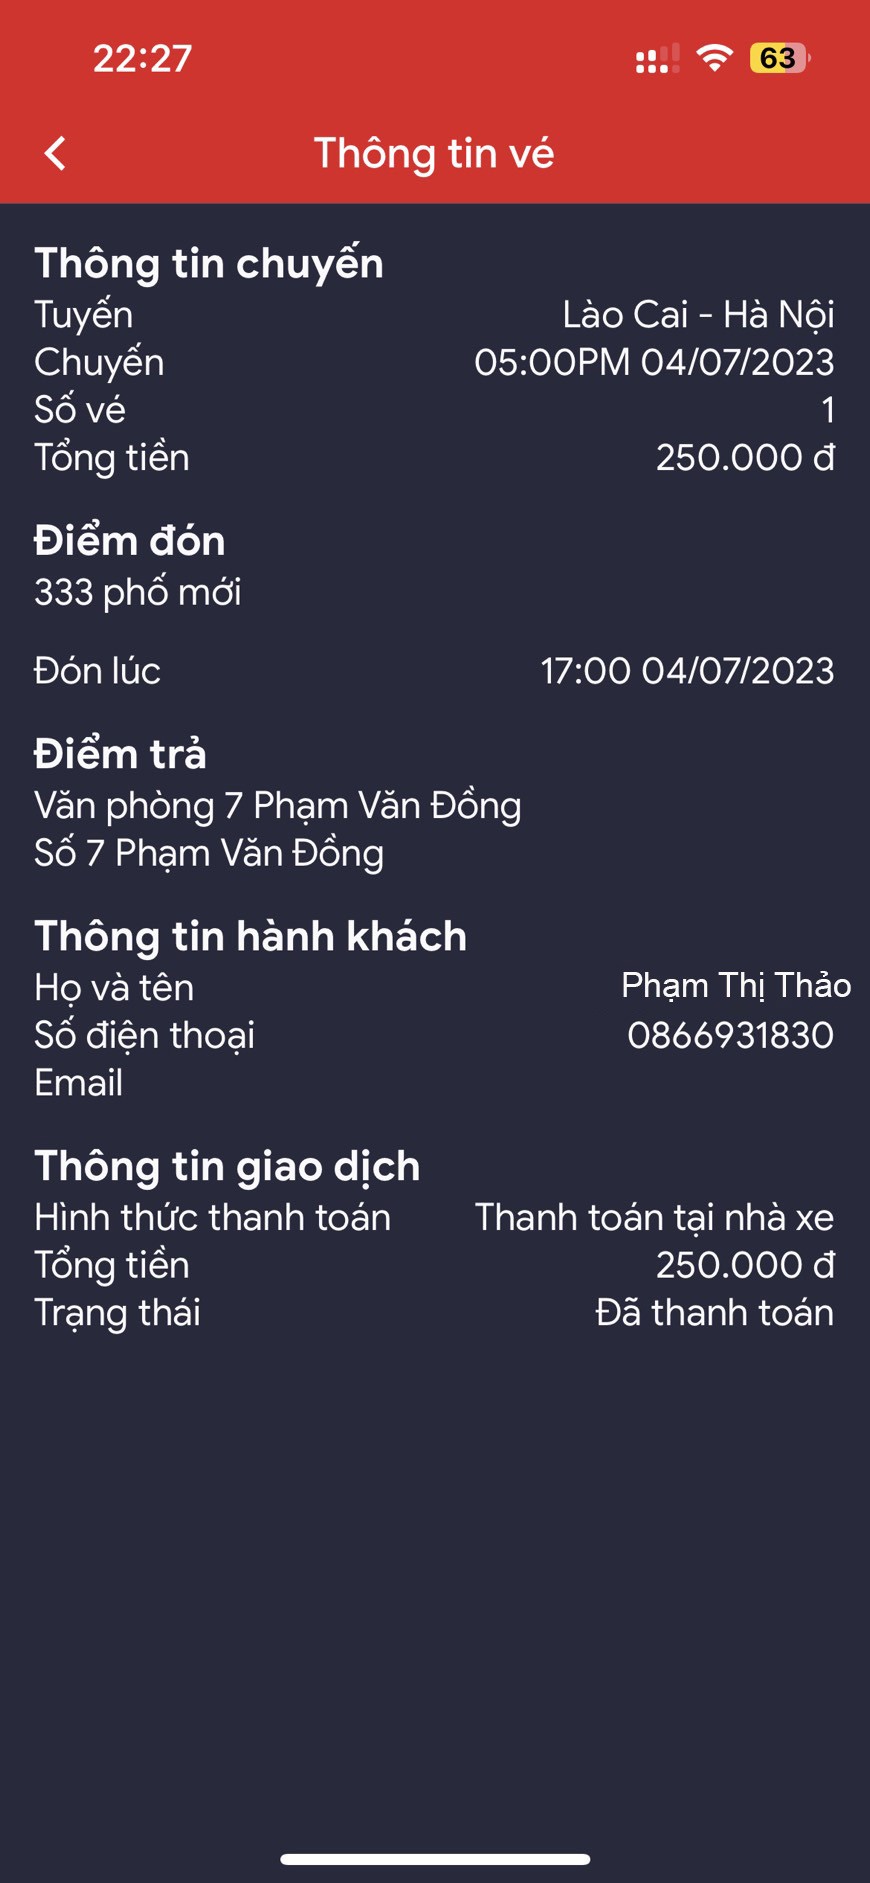 22:27
63
Thông tin vé
Thông tin chuyến
Tuyến Lào Cai - Hà Nội
Chuyến 05:00PM 04/07/2023
Số vé 1
Tổng tiền 250.000 đ
Điểm đón
333 phố mới
Đón lúc 17:00 04/07/2023
Điểm trả
Văn phòng 7 Phạm Văn Đồng
Số 7 Phạm Văn Đồng
Thông tin hành khách
Họ và tên Phạm Thị Thảo
Số điện thoại 0866931830
Email
Thông tin giao dịch
Hình thức thanh toán Thanh toán tại nhà xe
Tổng tiền 250.000 đ
Trạng thái Đã thanh toán